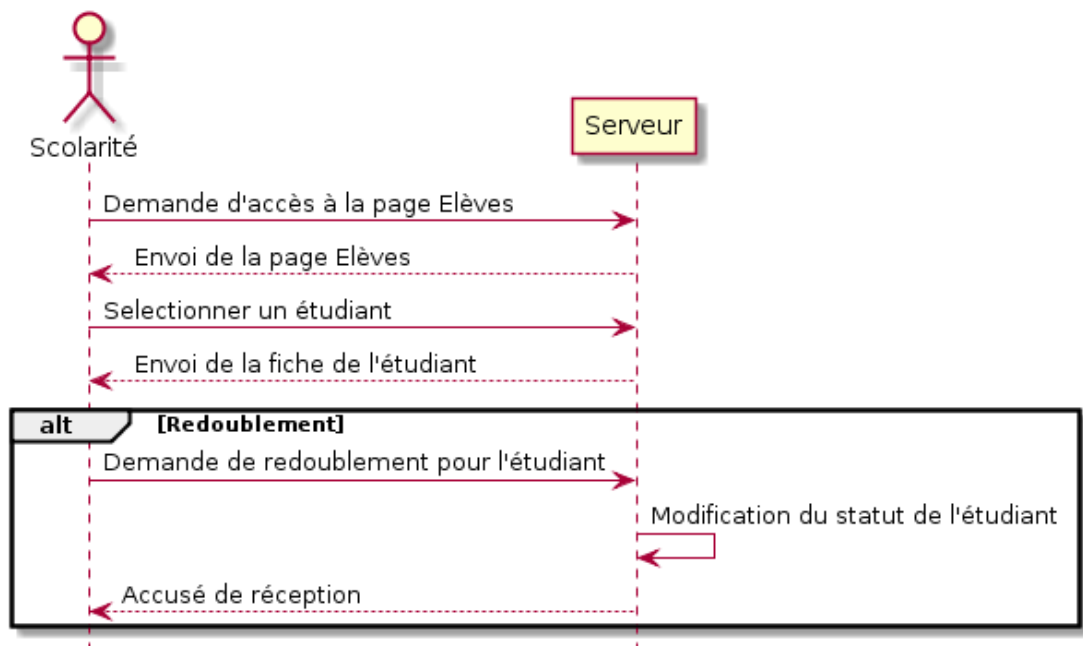 Scolarité
Serveur
Demande d'accès à la page Elèves
Envoi de la page Elèves
Selectionner un étudiant
Envoi de la fiche de l'étudiant
alt [Redoublement]
Demande de redoublement pour l'étudiant
Modification du statut de l'étudiant
Accusé de réception